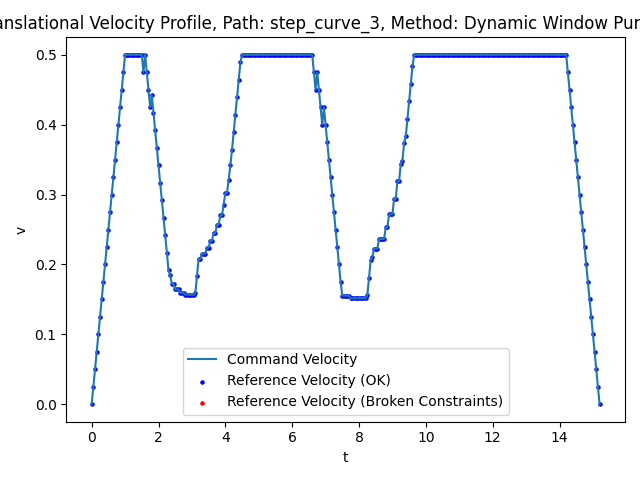 anslational Velocity Profile, Path: step_curve_3, Method: Dynamic Window Pur
0.5
0.4
0.3
0.2
0.1
0.0
v
Command Velocity
Reference Velocity (OK)
Reference Velocity (Broken Constraints)
0 2 4 6 8 10 12 14
t